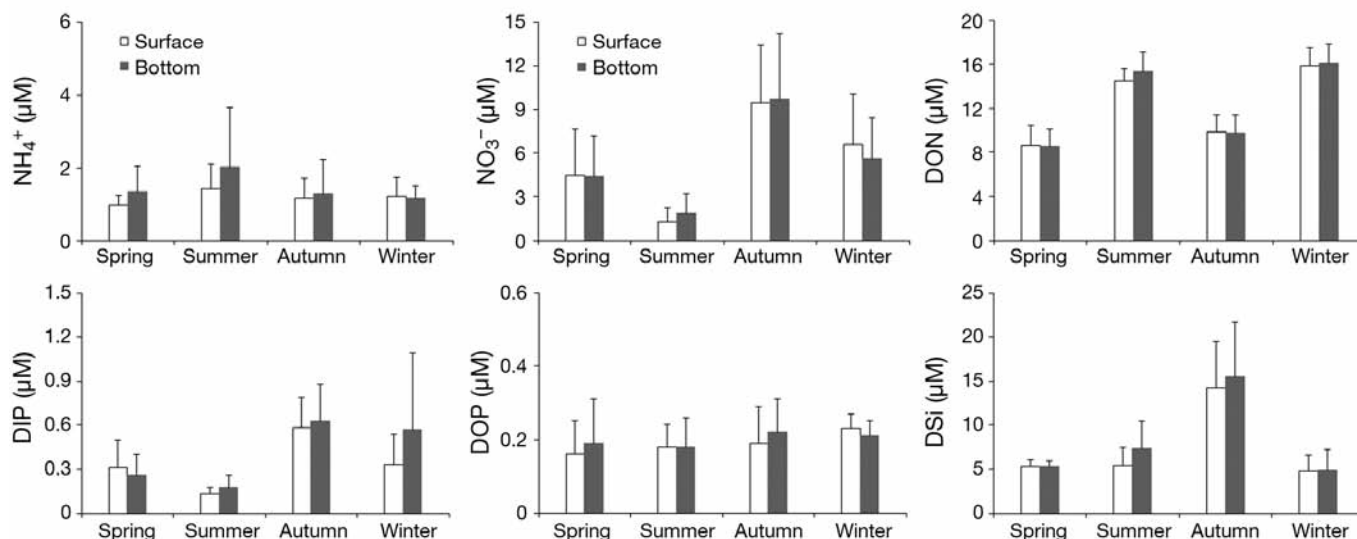 NH₄⁺ (µM)
6
4
2
0
Surface
Bottom
Spring Summer Autumn Winter
NO₃⁻ (µM)
15
12
9
6
3
0
Surface
Bottom
Spring Summer Autumn Winter
DON (µM)
20
16
12
8
4
0
Spring Summer Autumn Winter
DIP (µM)
1.5
1.2
0.9
0.6
0.3
0
Spring Summer Autumn Winter
DOP (µM)
0.6
0.4
0.2
0
Spring Summer Autumn Winter
DSi (µM)
25
20
15
10
5
0
Spring Summer Autumn Winter